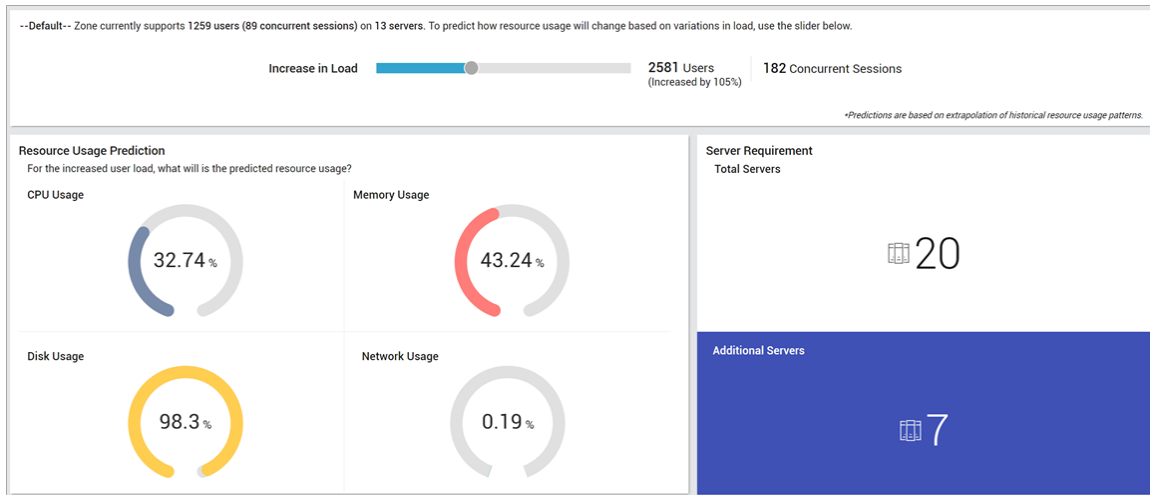 --Default-- Zone currently supports 1259 users (89 concurrent sessions) on 13 servers. To predict how resource usage will change based on variations in load, use the slider below.
Increase in Load
2581 Users
(Increased by 105%)
182 Concurrent Sessions
*Predictions are based on extrapolation of historical resource usage patterns.
Resource Usage Prediction
For the increased user load, what will is the predicted resource usage?
CPU Usage
32.74 %
Memory Usage
43.24 %
Disk Usage
98.3 %
Network Usage
0.19 %
Server Requirement
Total Servers
20
Additional Servers
7